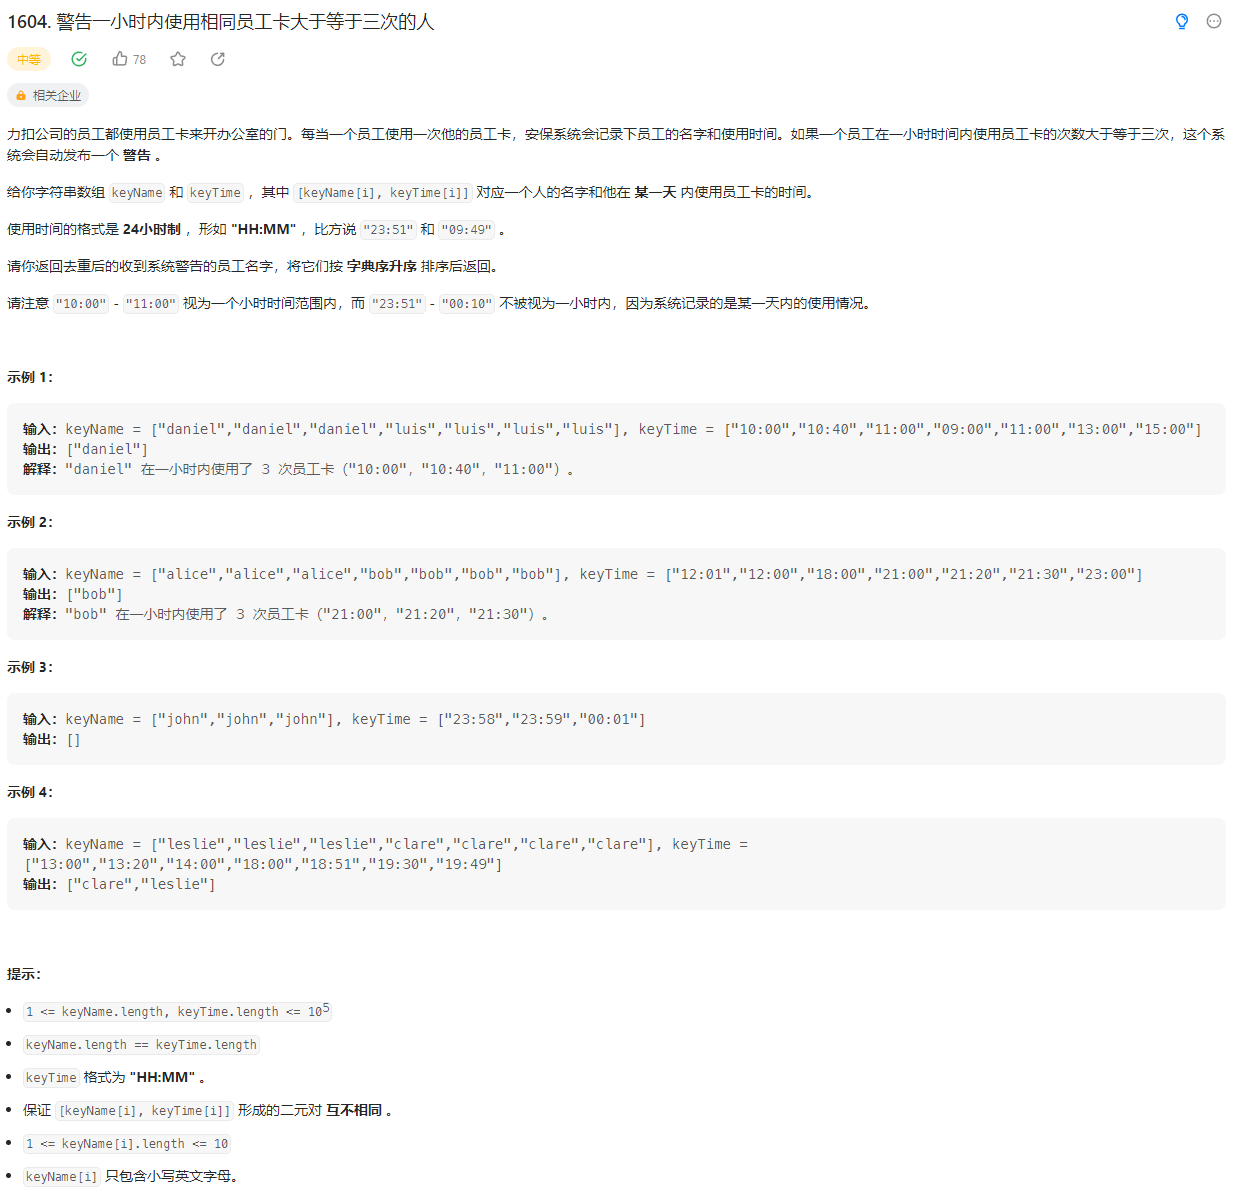 1604. 警告一小时内使用相同员工卡大于等于三次的人
中等 78
相关企业
力扣公司的员工都使用员工卡来开办公室的门。每当一个员工使用一次他的员工卡，安保系统会记录下员工的名字和使用时间。如果一个员工在一小时时间内使用员工卡的次数大于等于三次，这个系
统会自动发布一个 警告 。
给你字符串数组 keyName 和 keyTime ，其中 [keyName[i], keyTime[i]] 对应一个人的名字和他在 某一天 内使用员工卡的时间。
使用时间的格式是 24小时制 ，形如 "HH:MM" ，比方说 "23:51" 和 "09:49" 。
请你返回去重后的收到系统警告的员工名字，将它们按 字典序升序 排序后返回。
请注意 "10:00" - "11:00" 视为一个小时时间范围内，而 "23:51" - "00:10" 不被视为一小时内，因为系统记录的是某一天内的使用情况。
示例 1：
输入：keyName = ["daniel","daniel","daniel","luis","luis","luis","luis"], keyTime = ["10:00","10:40","11:00","09:00","11:00","13:00","15:00"]
输出：["daniel"]
解释："daniel" 在一小时内使用了 3 次员工卡（"10:00"，"10:40"，"11:00"）。
示例 2：
输入：keyName = ["alice","alice","alice","bob","bob","bob","bob"], keyTime = ["12:01","12:00","18:00","21:00","21:20","21:30","23:00"]
输出：["bob"]
解释："bob" 在一小时内使用了 3 次员工卡（"21:00"，"21:20"，"21:30"）。
示例 3：
输入：keyName = ["john","john","john"], keyTime = ["23:58","23:59","00:01"]
输出：[]
示例 4：
输入：keyName = ["leslie","leslie","leslie","clare","clare","clare","clare"], keyTime =
["13:00","13:20","14:00","18:00","18:51","19:30","19:49"]
输出：["clare","leslie"]
提示：
• 1 <= keyName.length, keyTime.length <= 10⁵
• keyName.length == keyTime.length
• keyTime 格式为 "HH:MM" 。
• 保证 [keyName[i], keyTime[i]] 形成的二元对 互不相同 。
• 1 <= keyName[i].length <= 10
• keyName[i] 只包含小写英文字母。